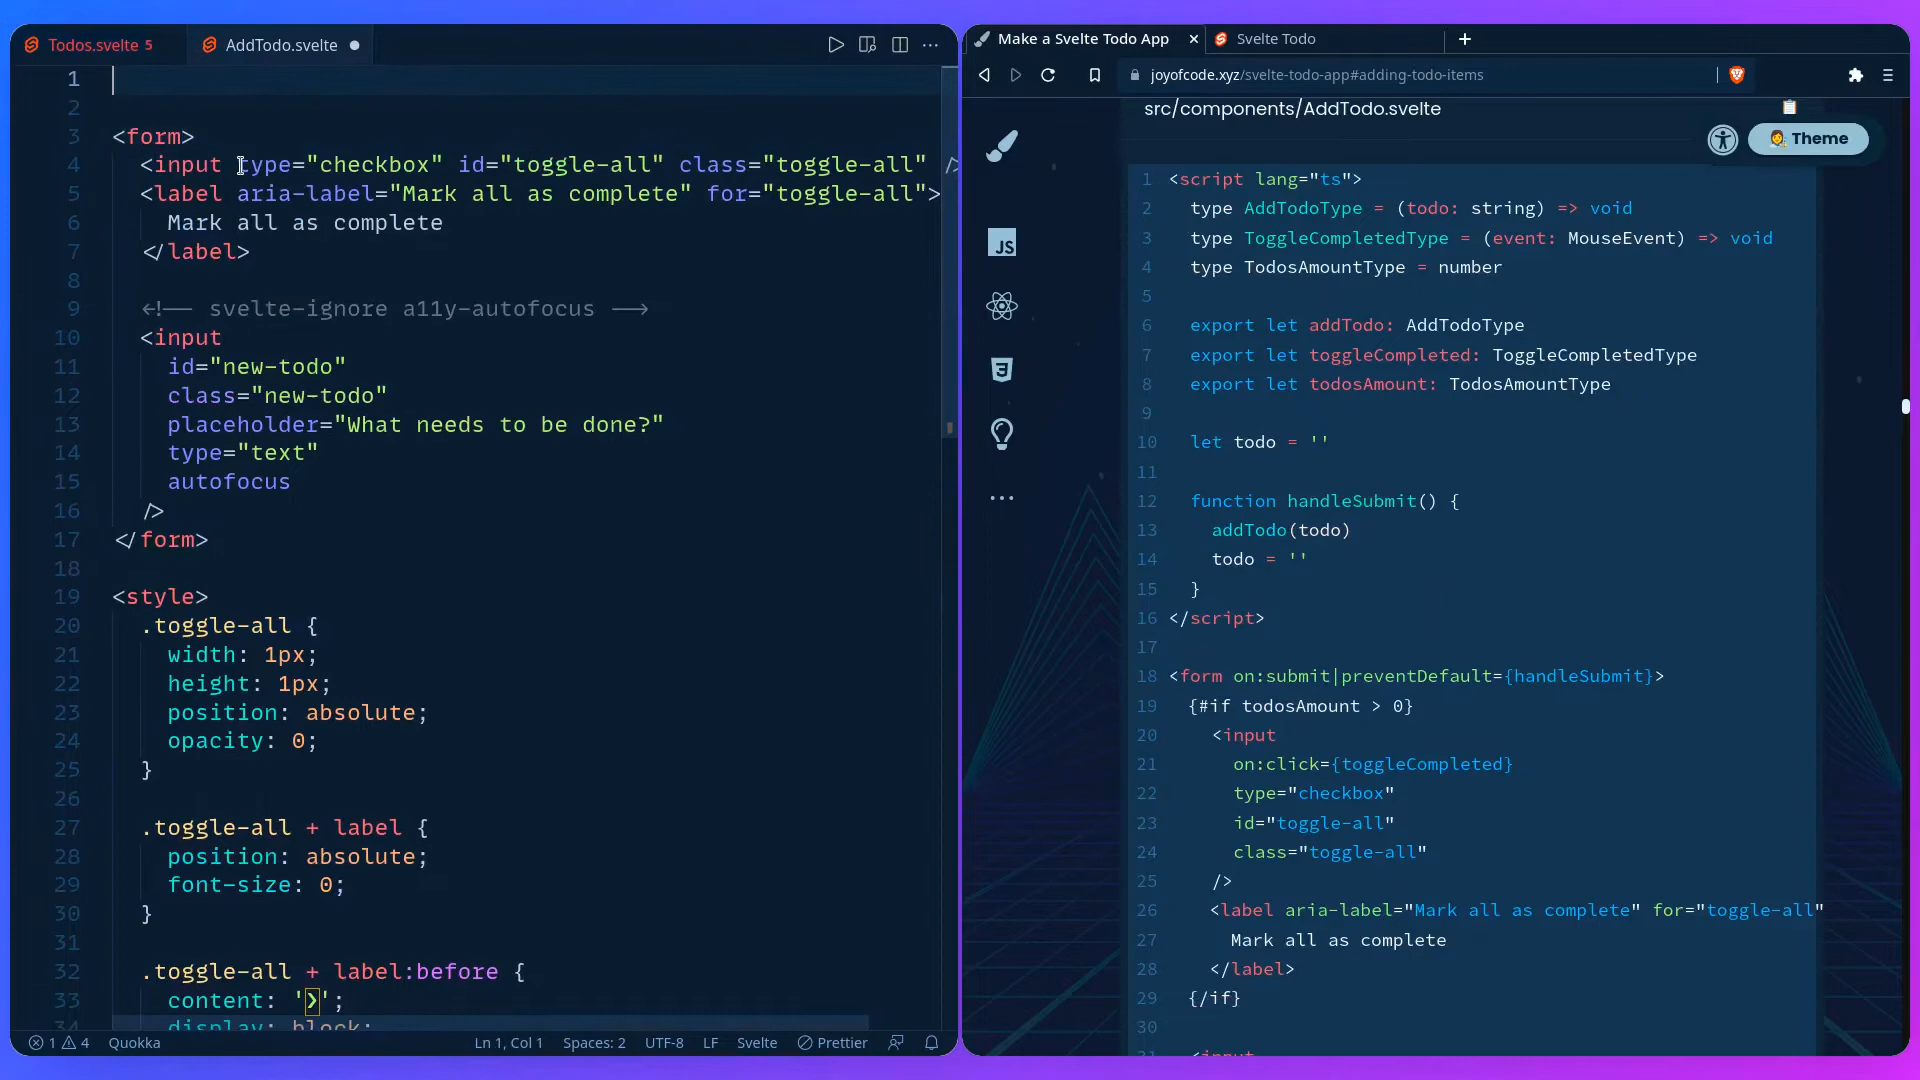 Todos.svelte 5
AddTodo.svelte
1
2
3 <form>
4 <input type="checkbox" id="toggle-all" class="toggle-all" />
5 <label aria-label="Mark all as complete" for="toggle-all">
6 Mark all as complete
7 </label>
8
9 <!-- svelte-ignore a11y-autofocus -->
10 <input
11 id="new-todo"
12 class="new-todo"
13 placeholder="What needs to be done?"
14 type="text"
15 autofocus
16 />
17 </form>
18
19 <style>
20 .toggle-all {
21 width: 1px;
22 height: 1px;
23 position: absolute;
24 opacity: 0;
25 }
26
27 .toggle-all + label {
28 position: absolute;
29 font-size: 0;
30 }
31
32 .toggle-all + label:before {
33 content: '❯';
34 display: block;
1 4 Quokka Ln 1, Col 1 Spaces: 2 UTF-8 LF Svelte Prettier
Make a Svelte Todo App
Svelte Todo
joyofcode.xyz/svelte-todo-app#adding-todo-items
src/components/AddTodo.svelte
Theme
JS
1 <script lang="ts">
2 type AddTodoType = (todo: string) => void
3 type ToggleCompletedType = (event: MouseEvent) => void
4 type TodosAmountType = number
5
6 export let addTodo: AddTodoType
7 export let toggleCompleted: ToggleCompletedType
8 export let todosAmount: TodosAmountType
9
10 let todo = ''
11
12 function handleSubmit() {
13 addTodo(todo)
14 todo = ''
15 }
16 </script>
17
18 <form on:submit|preventDefault={handleSubmit}>
19 {#if todosAmount > 0}
20 <input
21 on:click={toggleCompleted}
22 type="checkbox"
23 id="toggle-all"
24 class="toggle-all"
25 />
26 <label aria-label="Mark all as complete" for="toggle-all"
27 Mark all as complete
28 </label>
29 {/if}
30
31 <input